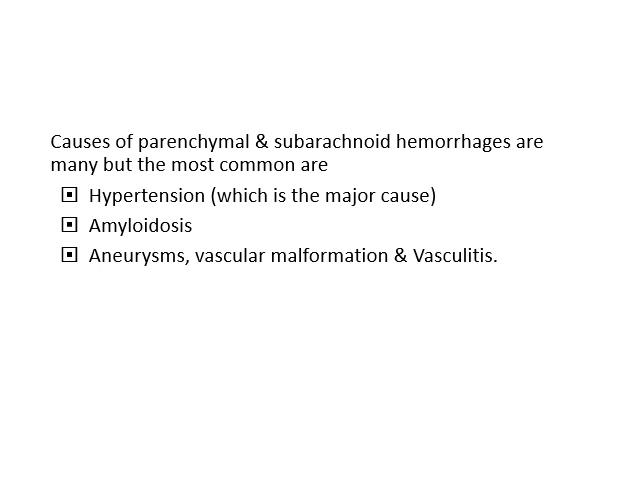 Causes of parenchymal & subarachnoid hemorrhages are
many but the most common are
Hypertension (which is the major cause)
Amyloidosis
Aneurysms, vascular malformation & Vasculitis.